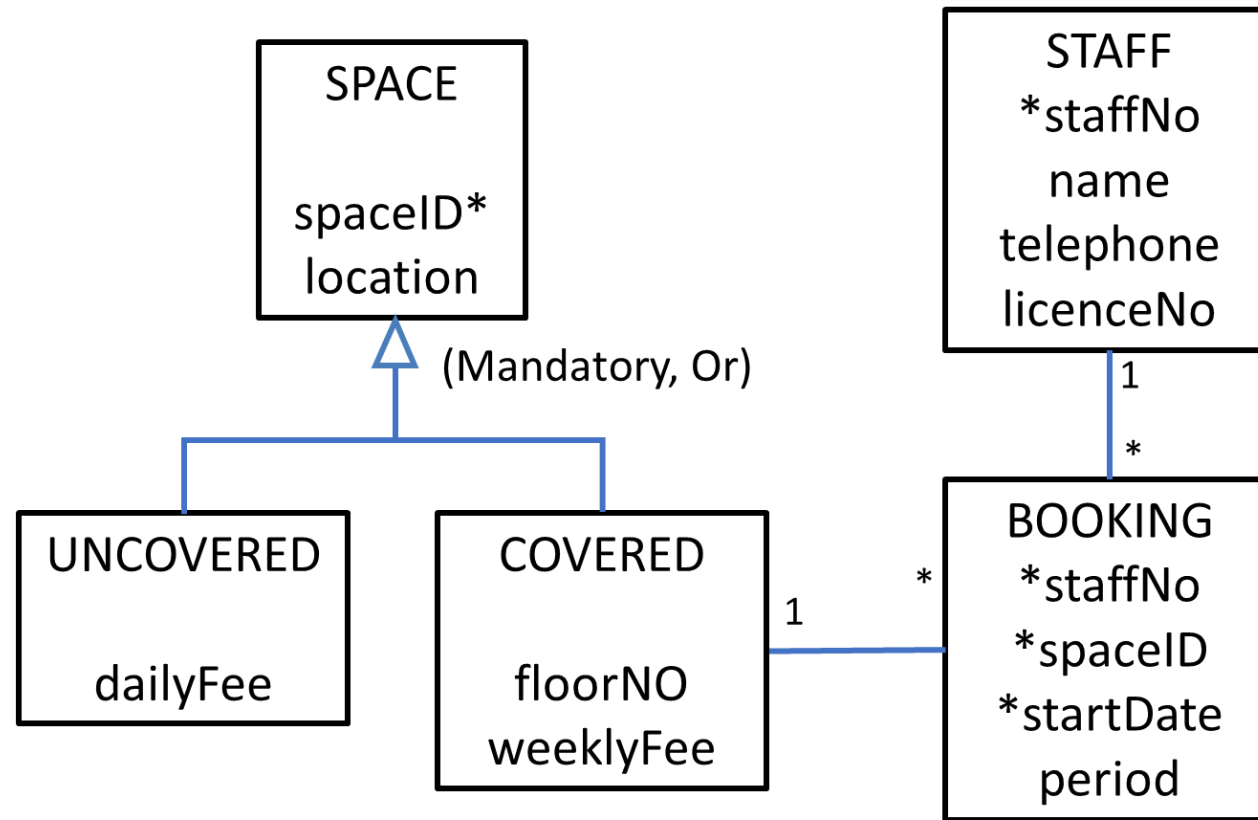 SPACE
spaceID*
location
(Mandatory, Or)
UNCOVERED
dailyFee
COVERED
floorNO
weeklyFee
1
*
STAFF
*staffNo
name
telephone
licenceNo
1
*
BOOKING
*staffNo
*spaceID
*startDate
period